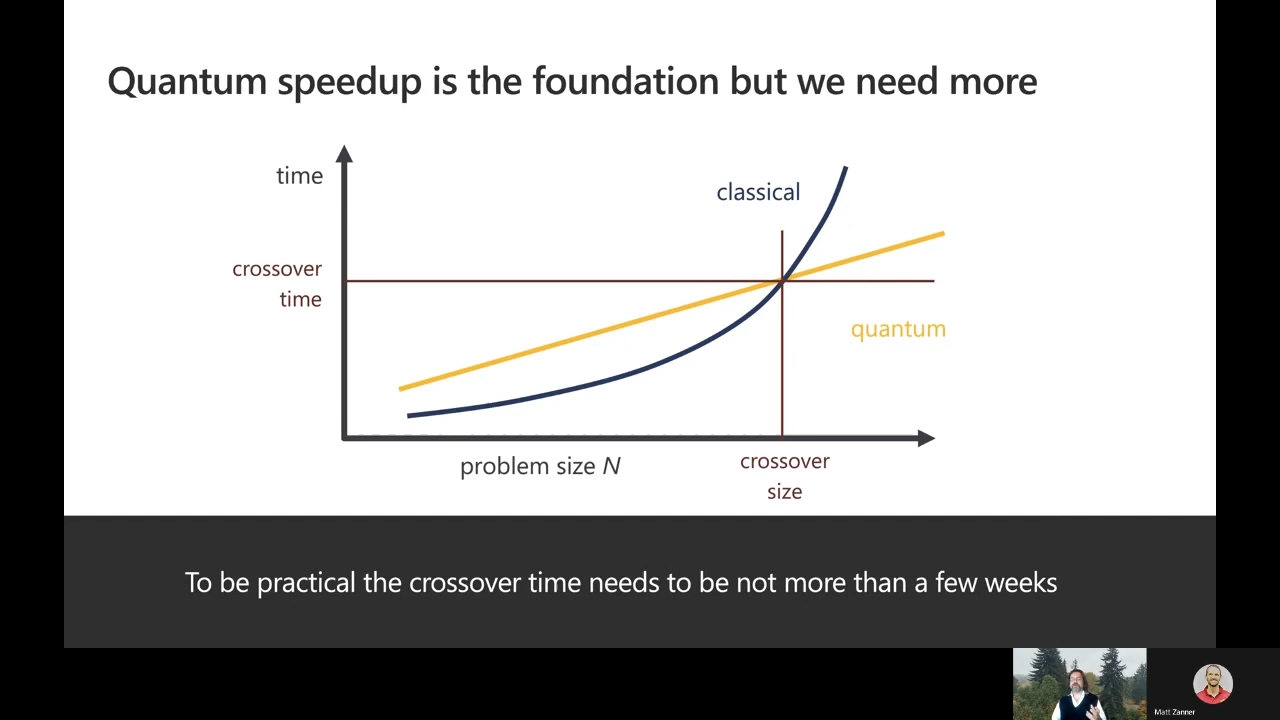 Quantum speedup is the foundation but we need more
time
classical
crossover
time
quantum
problem size N
crossover
size
To be practical the crossover time needs to be not more than a few weeks
Matt Zanner